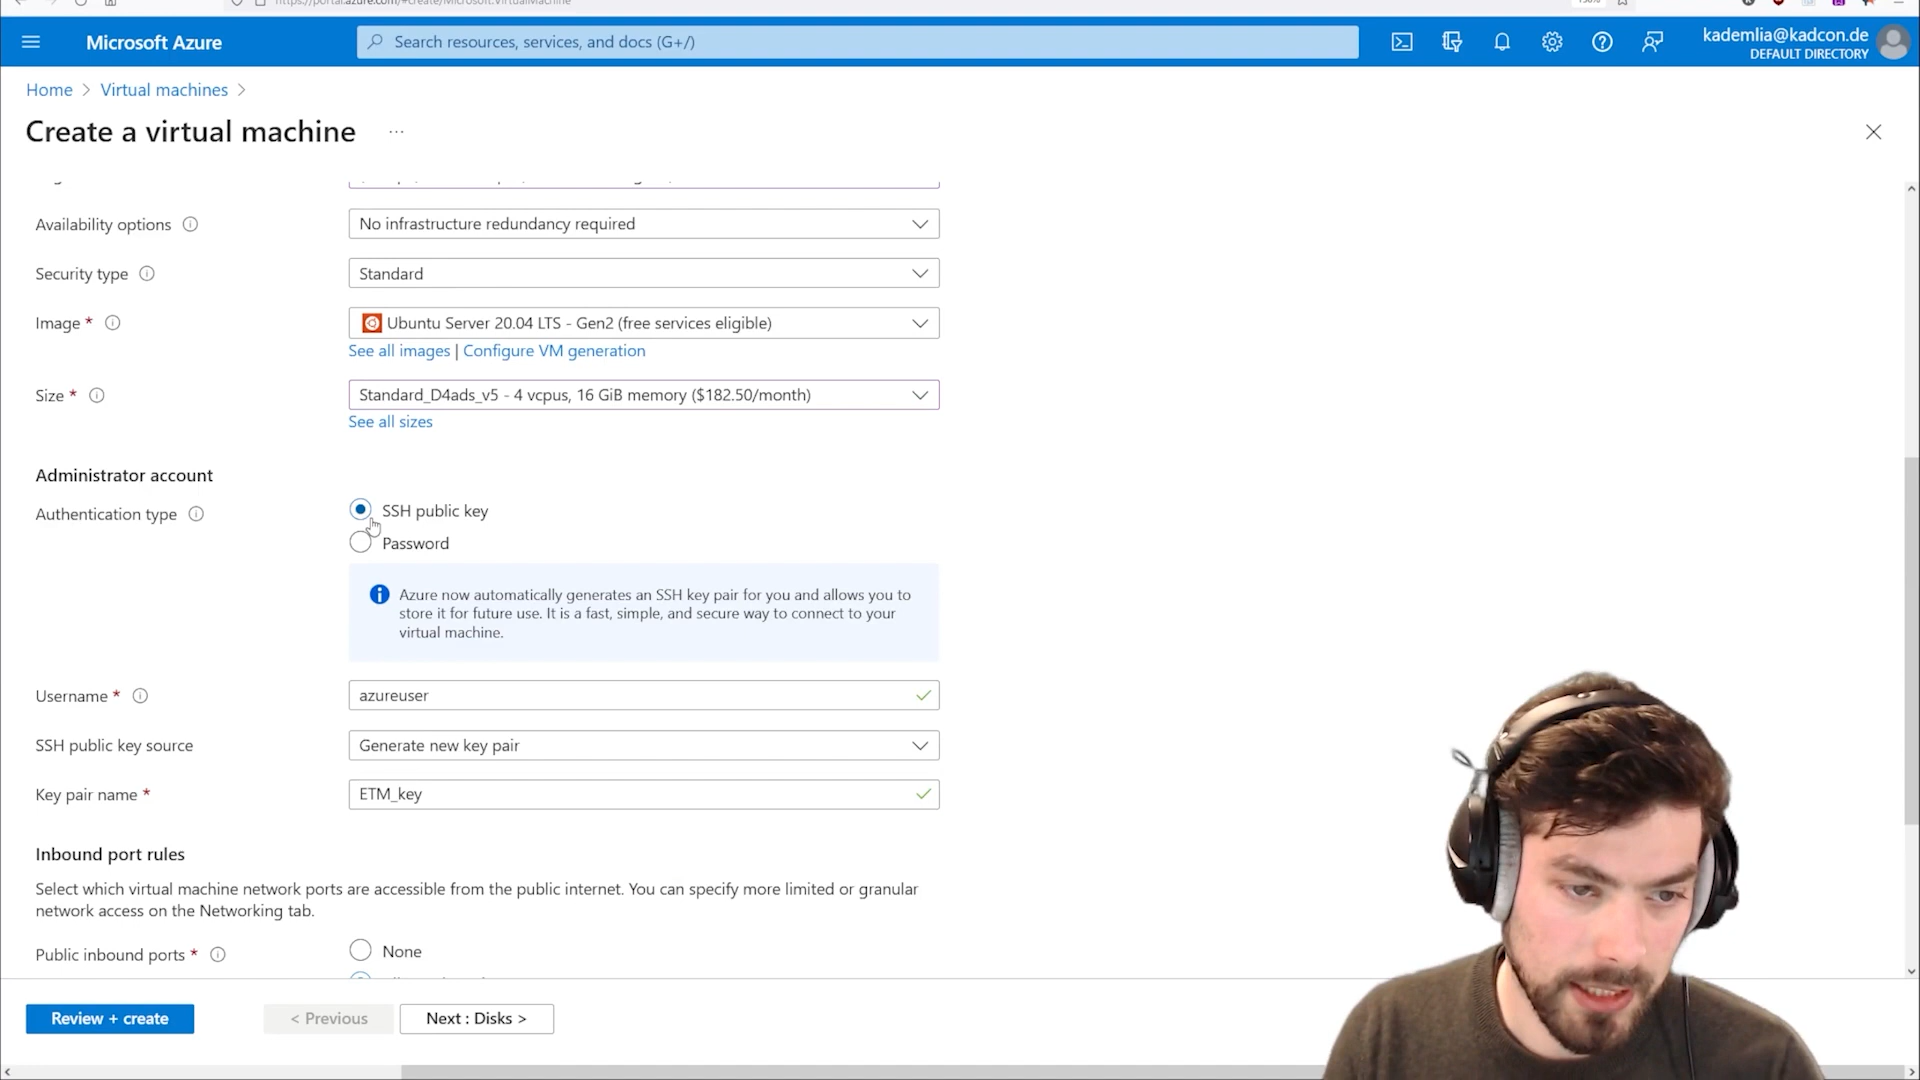 https://portal.azure.com/#create/Microsoft.VirtualMachine
Microsoft Azure
Search resources, services, and docs (G+/)
kademlia@kadcon.de
DEFAULT DIRECTORY
Home > Virtual machines >
Create a virtual machine ...
Availability options
No infrastructure redundancy required
Security type
Standard
Image *
Ubuntu Server 20.04 LTS - Gen2 (free services eligible)
See all images | Configure VM generation
Size *
Standard_D4ads_v5 - 4 vcpus, 16 GiB memory ($182.50/month)
See all sizes
Administrator account
Authentication type
SSH public key
Password
Azure now automatically generates an SSH key pair for you and allows you to
store it for future use. It is a fast, simple, and secure way to connect to your
virtual machine.
Username *
azureuser
SSH public key source
Generate new key pair
Key pair name *
ETM_key
Inbound port rules
Select which virtual machine network ports are accessible from the public internet. You can specify more limited or granular
network access on the Networking tab.
Public inbound ports *
None
Review + create
< Previous
Next : Disks >